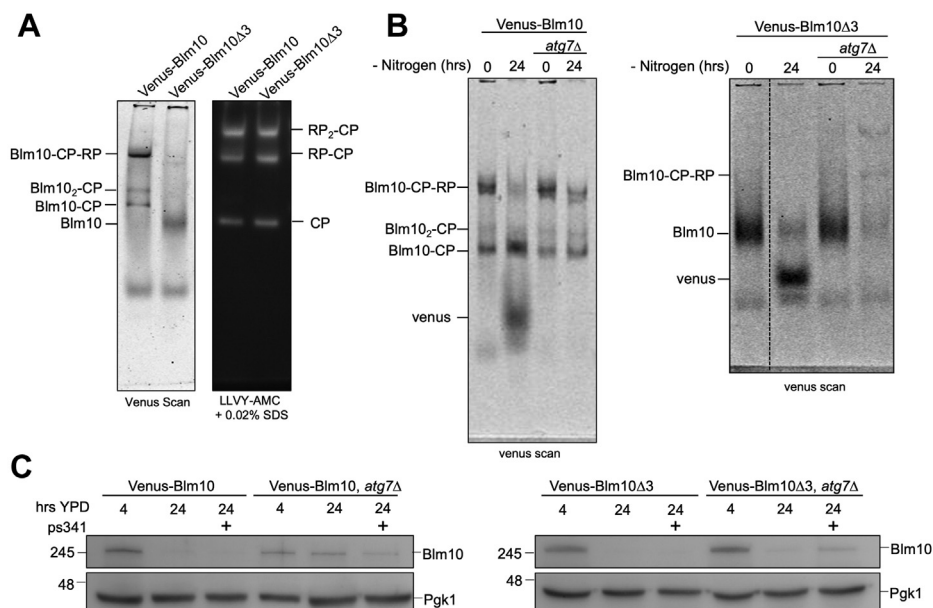 A
Venus-Blm10
Venus-Blm10Δ3
Blm10-CP-RP
Blm10₂-CP
Blm10-CP
Blm10
Venus Scan
Venus-Blm10
Venus-Blm10Δ3
RP₂-CP
RP-CP
CP
LLVY-AMC
+ 0.02% SDS
B
Venus-Blm10
atg7Δ
- Nitrogen (hrs) 0 24 0 24
Blm10-CP-RP
Blm10₂-CP
Blm10-CP
venus
venus scan
Venus-Blm10Δ3
atg7Δ
- Nitrogen (hrs) 0 24 0 24
Blm10-CP-RP
Blm10
venus
venus scan
C
Venus-Blm10 Venus-Blm10, atg7Δ
hrs YPD 4 24 24 4 24 24
ps341 + +
245 Blm10
48 Pgk1
Venus-Blm10Δ3 Venus-Blm10Δ3, atg7Δ
4 24 24 4 24 24
+ +
245 Blm10
48 Pgk1